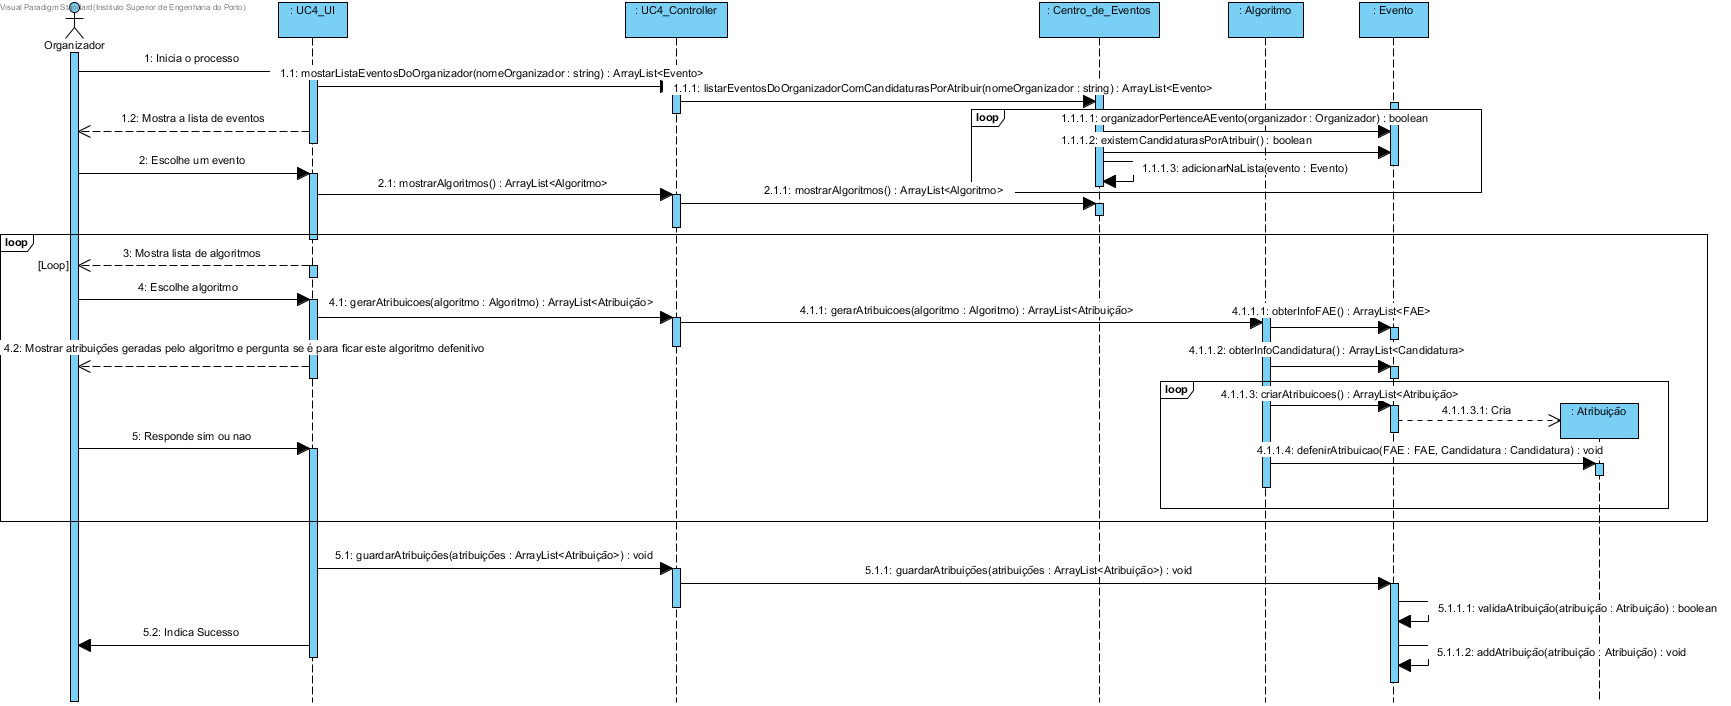 Visual Paradigm Standard(Instituto Superior de Engenharia do Porto)
: UC4_UI
: UC4_Controller
: Centro_de_Eventos
: Algoritmo
: Evento
Organizador
1: Inicia o processo
1.1: mostarListaEventosDoOrganizador(nomeOrganizador : string) : ArrayList<Evento>
1.1.1: listarEventosDoOrganizadorComCandidaturasPorAtribuir(nomeOrganizador : string) : ArrayList<Evento>
loop
1.1.1.1: organizadorPertenceAEvento(organizador : Organizador) : boolean
1.2: Mostra a lista de eventos
1.1.1.2: existemCandidaturasPorAtribuir() : boolean
2: Escolhe um evento
1.1.1.3: adicionarNaLista(evento : Evento)
2.1: mostrarAlgoritmos() : ArrayList<Algoritmo>
2.1.1: mostrarAlgoritmos() : ArrayList<Algoritmo>
loop
3: Mostra lista de algoritmos
[Loop]
4: Escolhe algoritmo
4.1: gerarAtribuicoes(algoritmo : Algoritmo) : ArrayList<Atribuição>
4.1.1: gerarAtribuicoes(algoritmo : Algoritmo) : ArrayList<Atribuição>
4.1.1.1: obterInfoFAE() : ArrayList<FAE>
4.2: Mostrar atribuições geradas pelo algoritmo e pergunta se é para ficar este algoritmo defenitivo
4.1.1.2: obterInfoCandidatura() : ArrayList<Candidatura>
loop
4.1.1.3: criarAtribuicoes() : ArrayList<Atribuição>
4.1.1.3.1: Cria
: Atribuição
5: Responde sim ou nao
4.1.1.4: defenirAtribuicao(FAE : FAE, Candidatura : Candidatura) : void
5.1: guardarAtribuições(atribuições : ArrayList<Atribuição>) : void
5.1.1: guardarAtribuições(atribuições : ArrayList<Atribuição>) : void
5.1.1.1: validaAtribuição(atribuição : Atribuição) : boolean
5.2: Indica Sucesso
5.1.1.2: addAtribuição(atribuição : Atribuição) : void